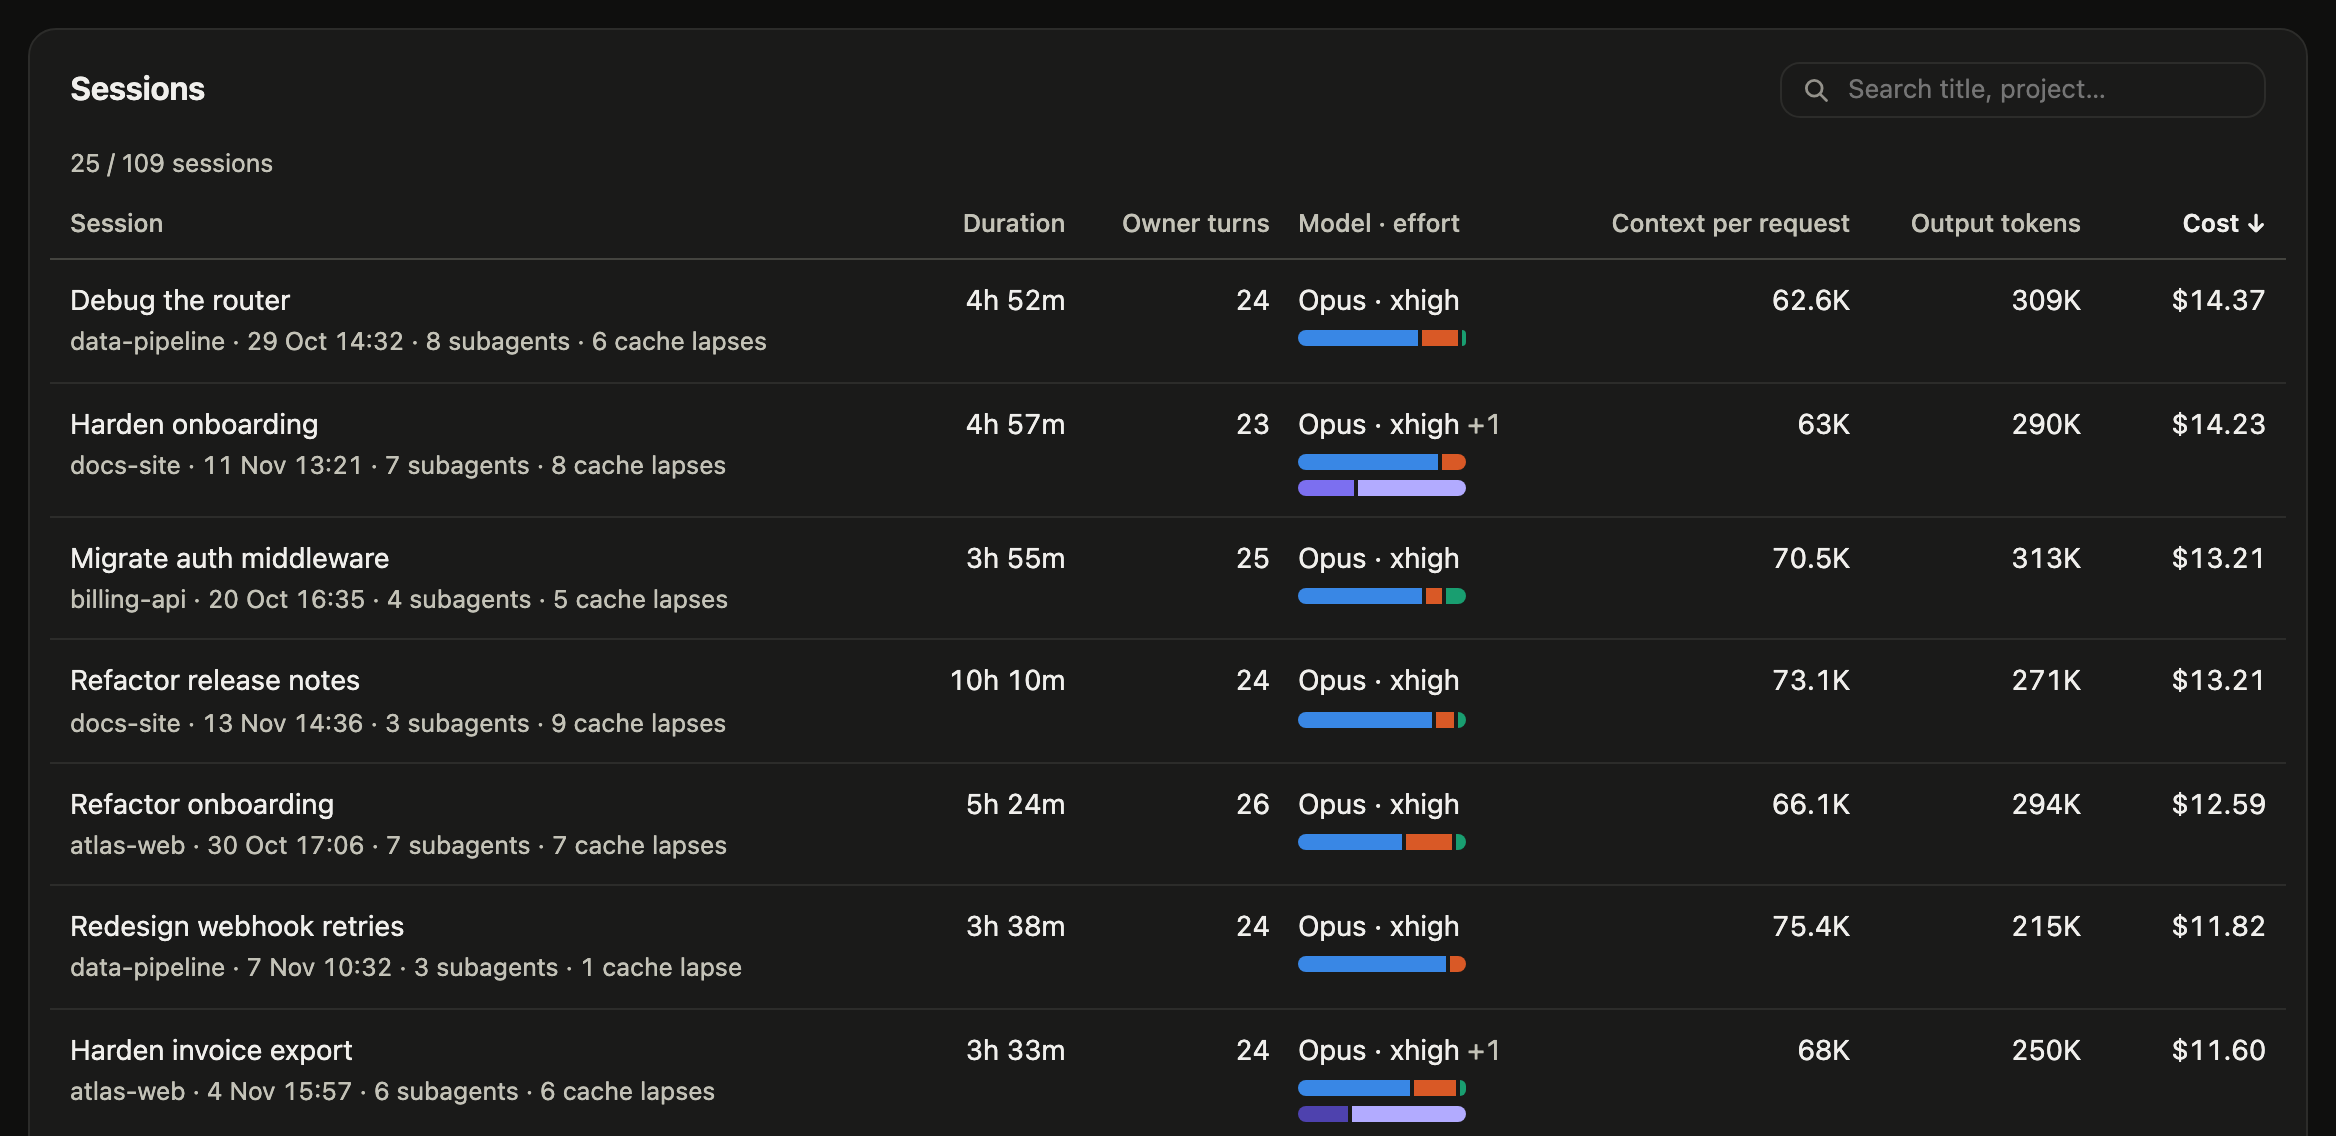 Sessions
Search title, project...
25 / 109 sessions
Session Duration Owner turns Model · effort Context per request Output tokens Cost ↓
Debug the router 4h 52m 24 Opus · xhigh 62.6K 309K $14.37
data-pipeline · 29 Oct 14:32 · 8 subagents · 6 cache lapses
Harden onboarding 4h 57m 23 Opus · xhigh +1 63K 290K $14.23
docs-site · 11 Nov 13:21 · 7 subagents · 8 cache lapses
Migrate auth middleware 3h 55m 25 Opus · xhigh 70.5K 313K $13.21
billing-api · 20 Oct 16:35 · 4 subagents · 5 cache lapses
Refactor release notes 10h 10m 24 Opus · xhigh 73.1K 271K $13.21
docs-site · 13 Nov 14:36 · 3 subagents · 9 cache lapses
Refactor onboarding 5h 24m 26 Opus · xhigh 66.1K 294K $12.59
atlas-web · 30 Oct 17:06 · 7 subagents · 7 cache lapses
Redesign webhook retries 3h 38m 24 Opus · xhigh 75.4K 215K $11.82
data-pipeline · 7 Nov 10:32 · 3 subagents · 1 cache lapse
Harden invoice export 3h 33m 24 Opus · xhigh +1 68K 250K $11.60
atlas-web · 4 Nov 15:57 · 6 subagents · 6 cache lapses